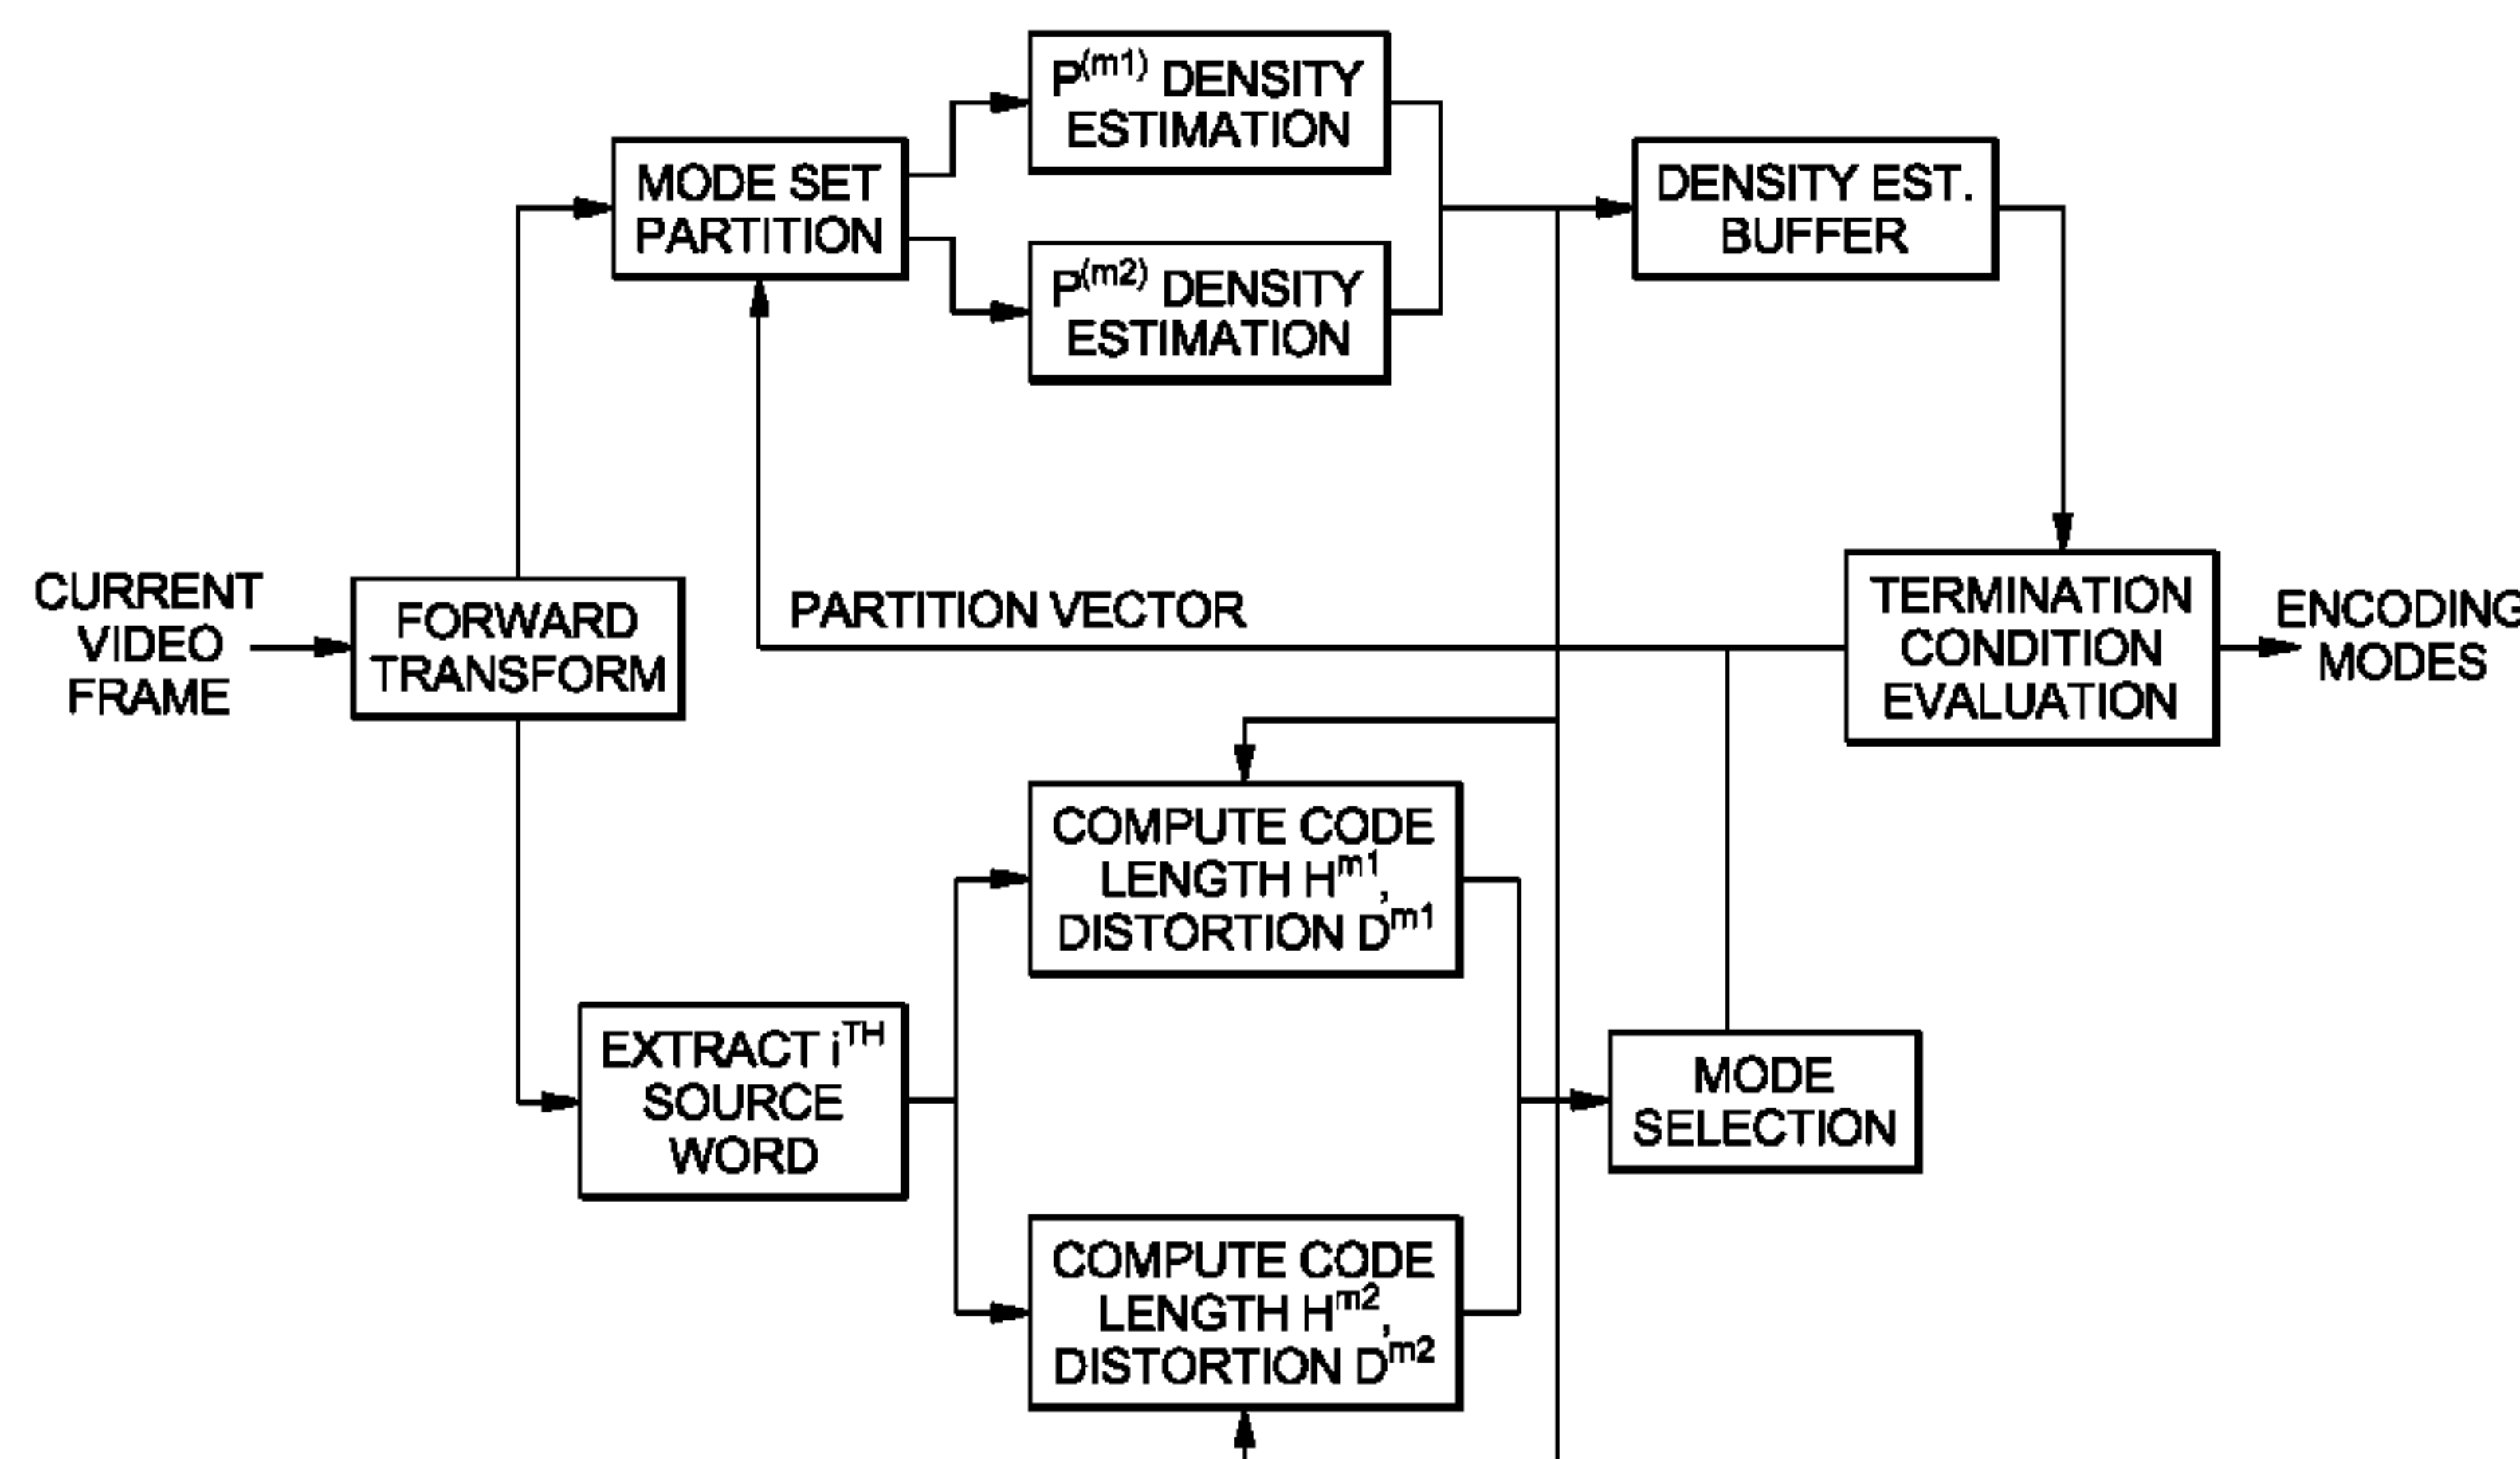 P(m1) DENSITY
ESTIMATION
MODE SET
PARTITION
DENSITY EST.
BUFFER
P(m2) DENSITY
ESTIMATION
CURRENT
VIDEO
FRAME
FORWARD
TRANSFORM
PARTITION VECTOR
TERMINATION
CONDITION
EVALUATION
ENCODING
MODES
COMPUTE CODE
LENGTH Hm1,
DISTORTION Dm1
EXTRACT iTH
SOURCE
WORD
MODE
SELECTION
COMPUTE CODE
LENGTH Hm2,
DISTORTION Dm2